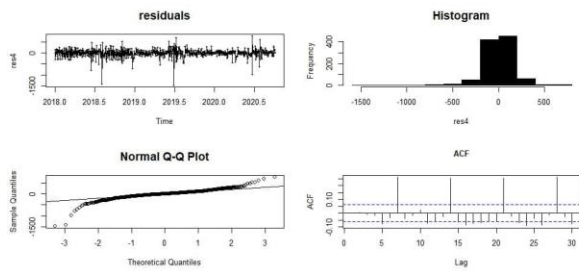 residuals
res4
-1500
0
2018.0 2018.5 2019.0 2019.5 2020.0 2020.5
Time
Histogram
Frequency
0 200 400
-1500 -1000 -500 0 500
res4
Normal Q-Q Plot
Sample Quantiles
-1500
0
-3 -2 -1 0 1 2 3
Theoretical Quantiles
ACF
ACF
-0.10
0.10
0 5 10 15 20 25 30
Lag